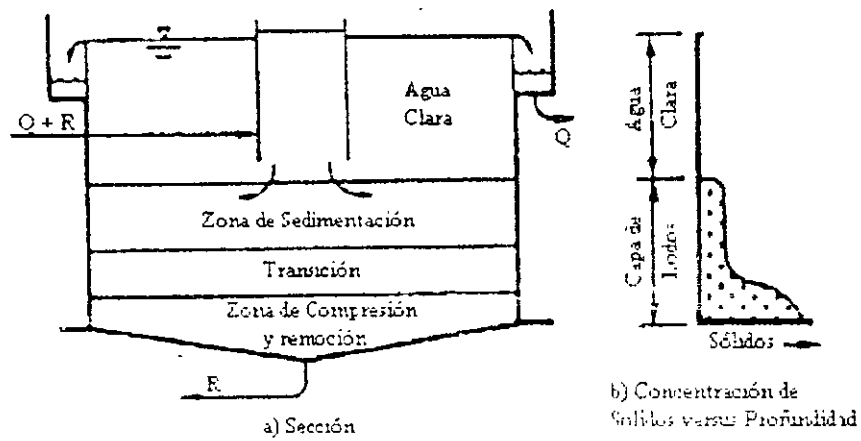 Agua
Clara
Q + R
Q
Zona de Sedimentación
Transición
Zona de Compresión
y remoción
R
a) Sección
Agua
Clara
Capa de
Lodos
Sólidos
b) Concentración de
Solidos versus Profundidad